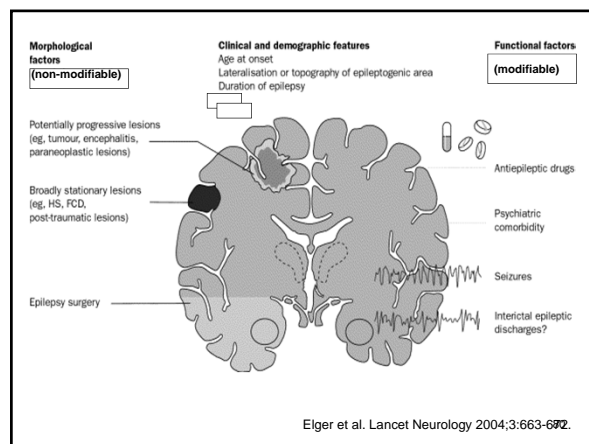 Morphological
factors
(non-modifiable)
Clinical and demographic features
Age at onset
Lateralisation or topography of epileptogenic area
Duration of epilepsy
Functional factors
(modifiable)
Potentially progressive lesions
(eg, tumour, encephalitis,
paraneoplastic lesions)
Broadly stationary lesions
(eg, HS, FCD,
post-traumatic lesions)
Epilepsy surgery
Antiepileptic drugs
Psychiatric
comorbidity
Seizures
Interictal epileptic
discharges?
Elger et al. Lancet Neurology 2004;3:663-672.